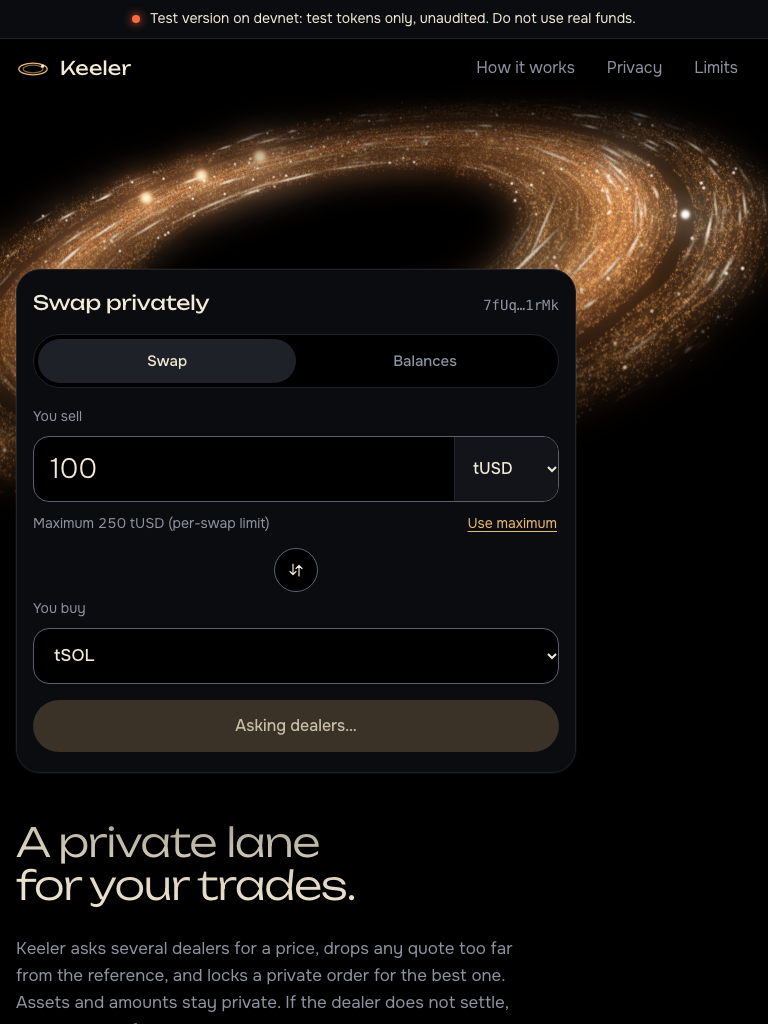 Test version on devnet: test tokens only, unaudited. Do not use real funds.
Keeler
How it works
Privacy
Limits
Swap privately
7fUq…1rMk
Swap
Balances
You sell
100
tUSD
Maximum 250 tUSD (per-swap limit)
Use maximum
You buy
tSOL
Asking dealers…
A private lane
for your trades.
Keeler asks several dealers for a price, drops any quote too far
from the reference, and locks a private order for the best one.
Assets and amounts stay private. If the dealer does not settle,